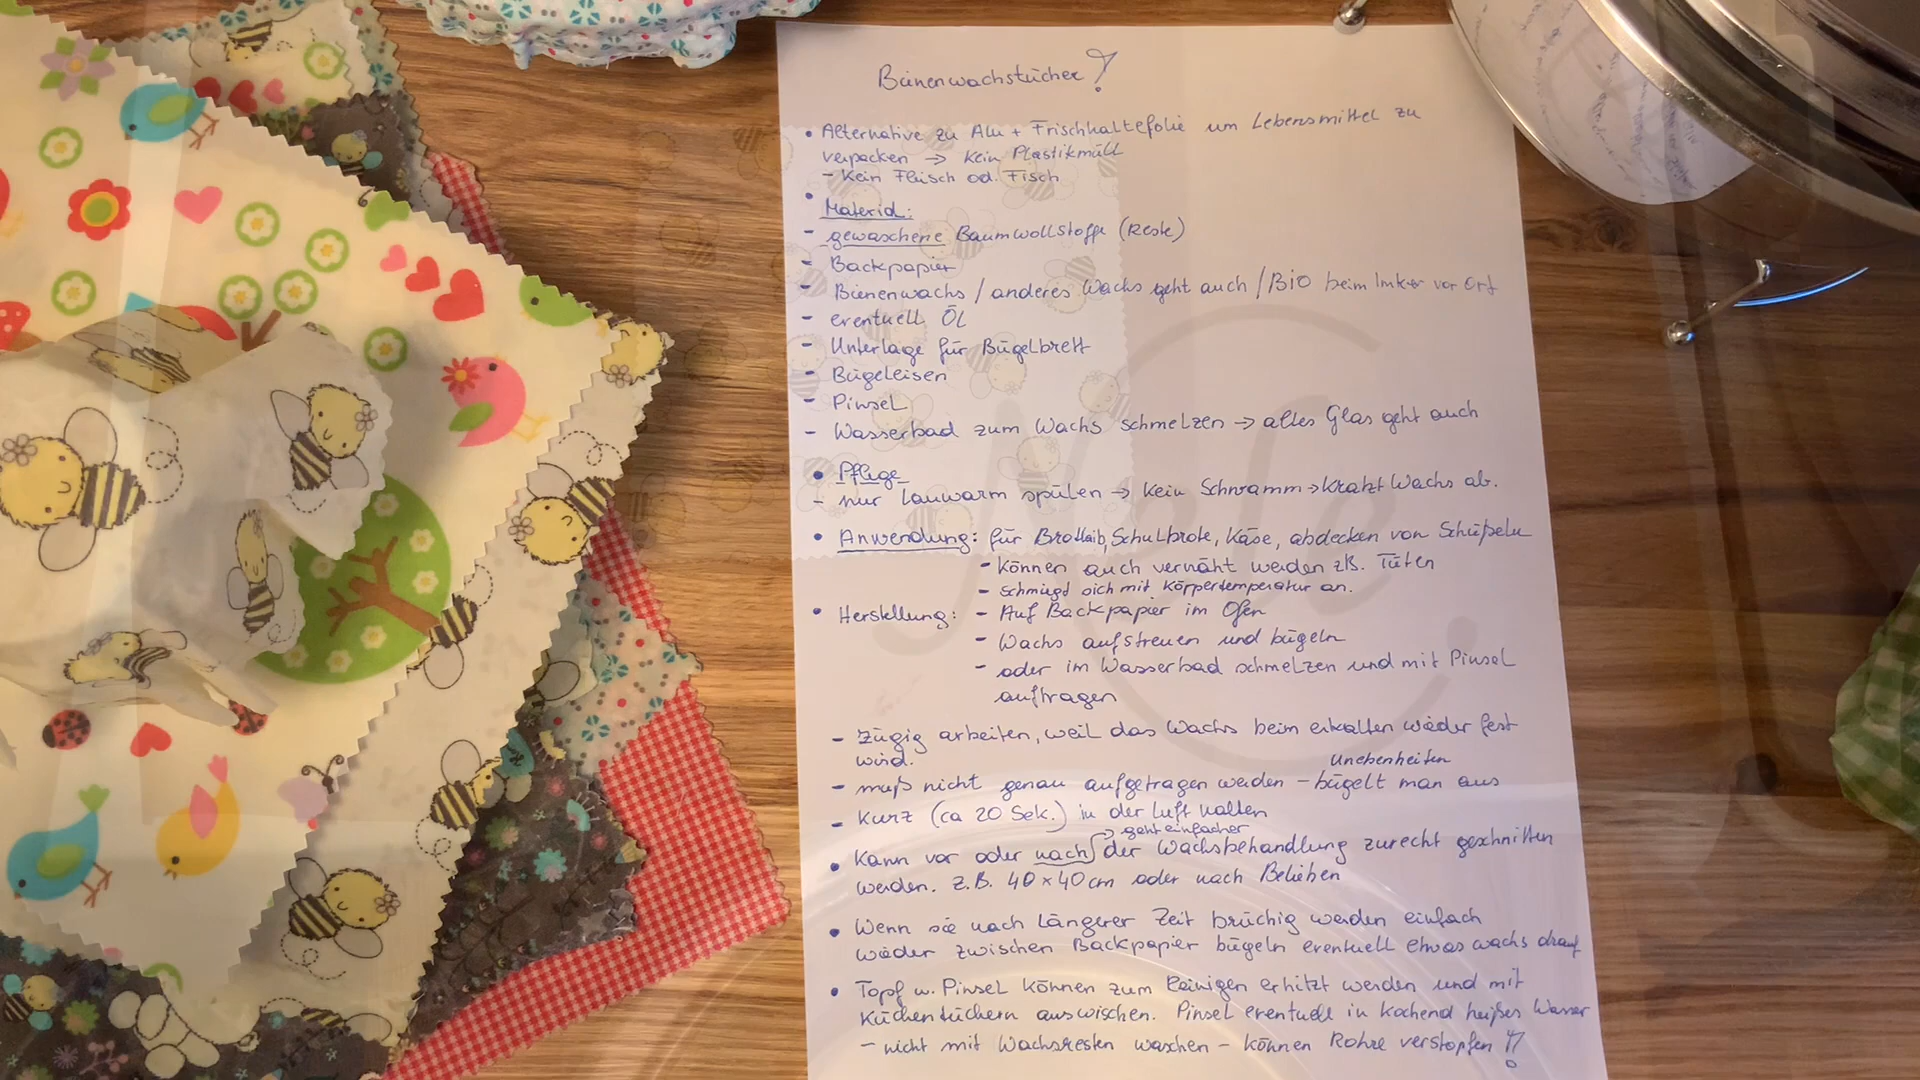 Bienenwachstücher!
• Alternative zu Alu + Frischhaltefolie um Lebensmittel zu
verpacken → Kein Plastikmüll
- Kein Fleisch od. Fisch
• Material:
- gewaschene Baumwollstoffe (Reste)
- Backpapier
- Bienenwachs / anderes Wachs geht auch / BIO beim Imker vor Ort
- eventuell Öl
- Unterlage für Bügelbrett
- Bügeleisen
- Pinsel
- Wasserbad zum Wachs schmelzen → altes Glas geht auch
• Pflege
- nur Lauwarm spülen → Kein Schwamm → Kratzt Wachs ab.
• Anwendung: für Brotlaib, Schulbrote, Käse, abdecken von Schüßeln
- Können auch vernäht werden z.B. Tüten
- schmiegt sich mit Körpertemperatur an.
• Herstellung: - Auf Backpapier im Ofen
- Wachs aufstreuen und bügeln
- oder im Wasserbad schmelzen und mit Pinsel
auftragen
- Zügig arbeiten, weil das Wachs beim erkalten wieder fest
wird.
Unebenheiten
- muß nicht genau aufgetragen werden - bügelt man aus
- Kurz (ca 20 Sek.) in der Luft halten
→ geht einfacher
• Kann vor oder nach der Wachsbehandlung zurecht geschnitten
werden. z.B. 40 x 40 cm oder nach Belieben
• Wenn sie nach längerer Zeit brüchig werden einfach
wieder zwischen Backpapier bügeln eventuell etwas wachs drauf
• Topf u. Pinsel können zum Reinigen erhitzt werden und mit
Küchentüchern auswischen. Pinsel eventuell in kochend heißes Wasser
- nicht mit Wachsresten waschen - können Rohre verstopfen !!